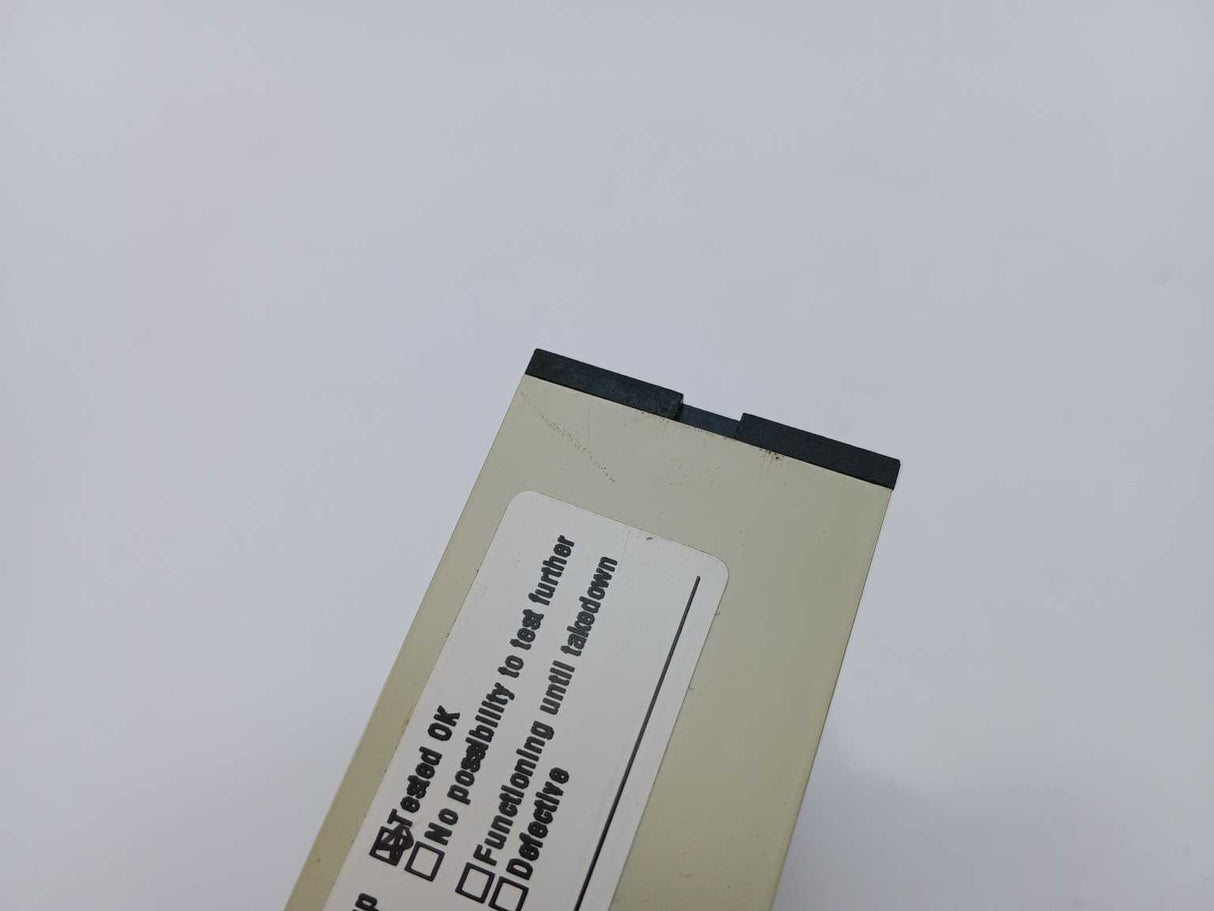 Tested OK
No possibility to test further
Functioning until takedown
Defective